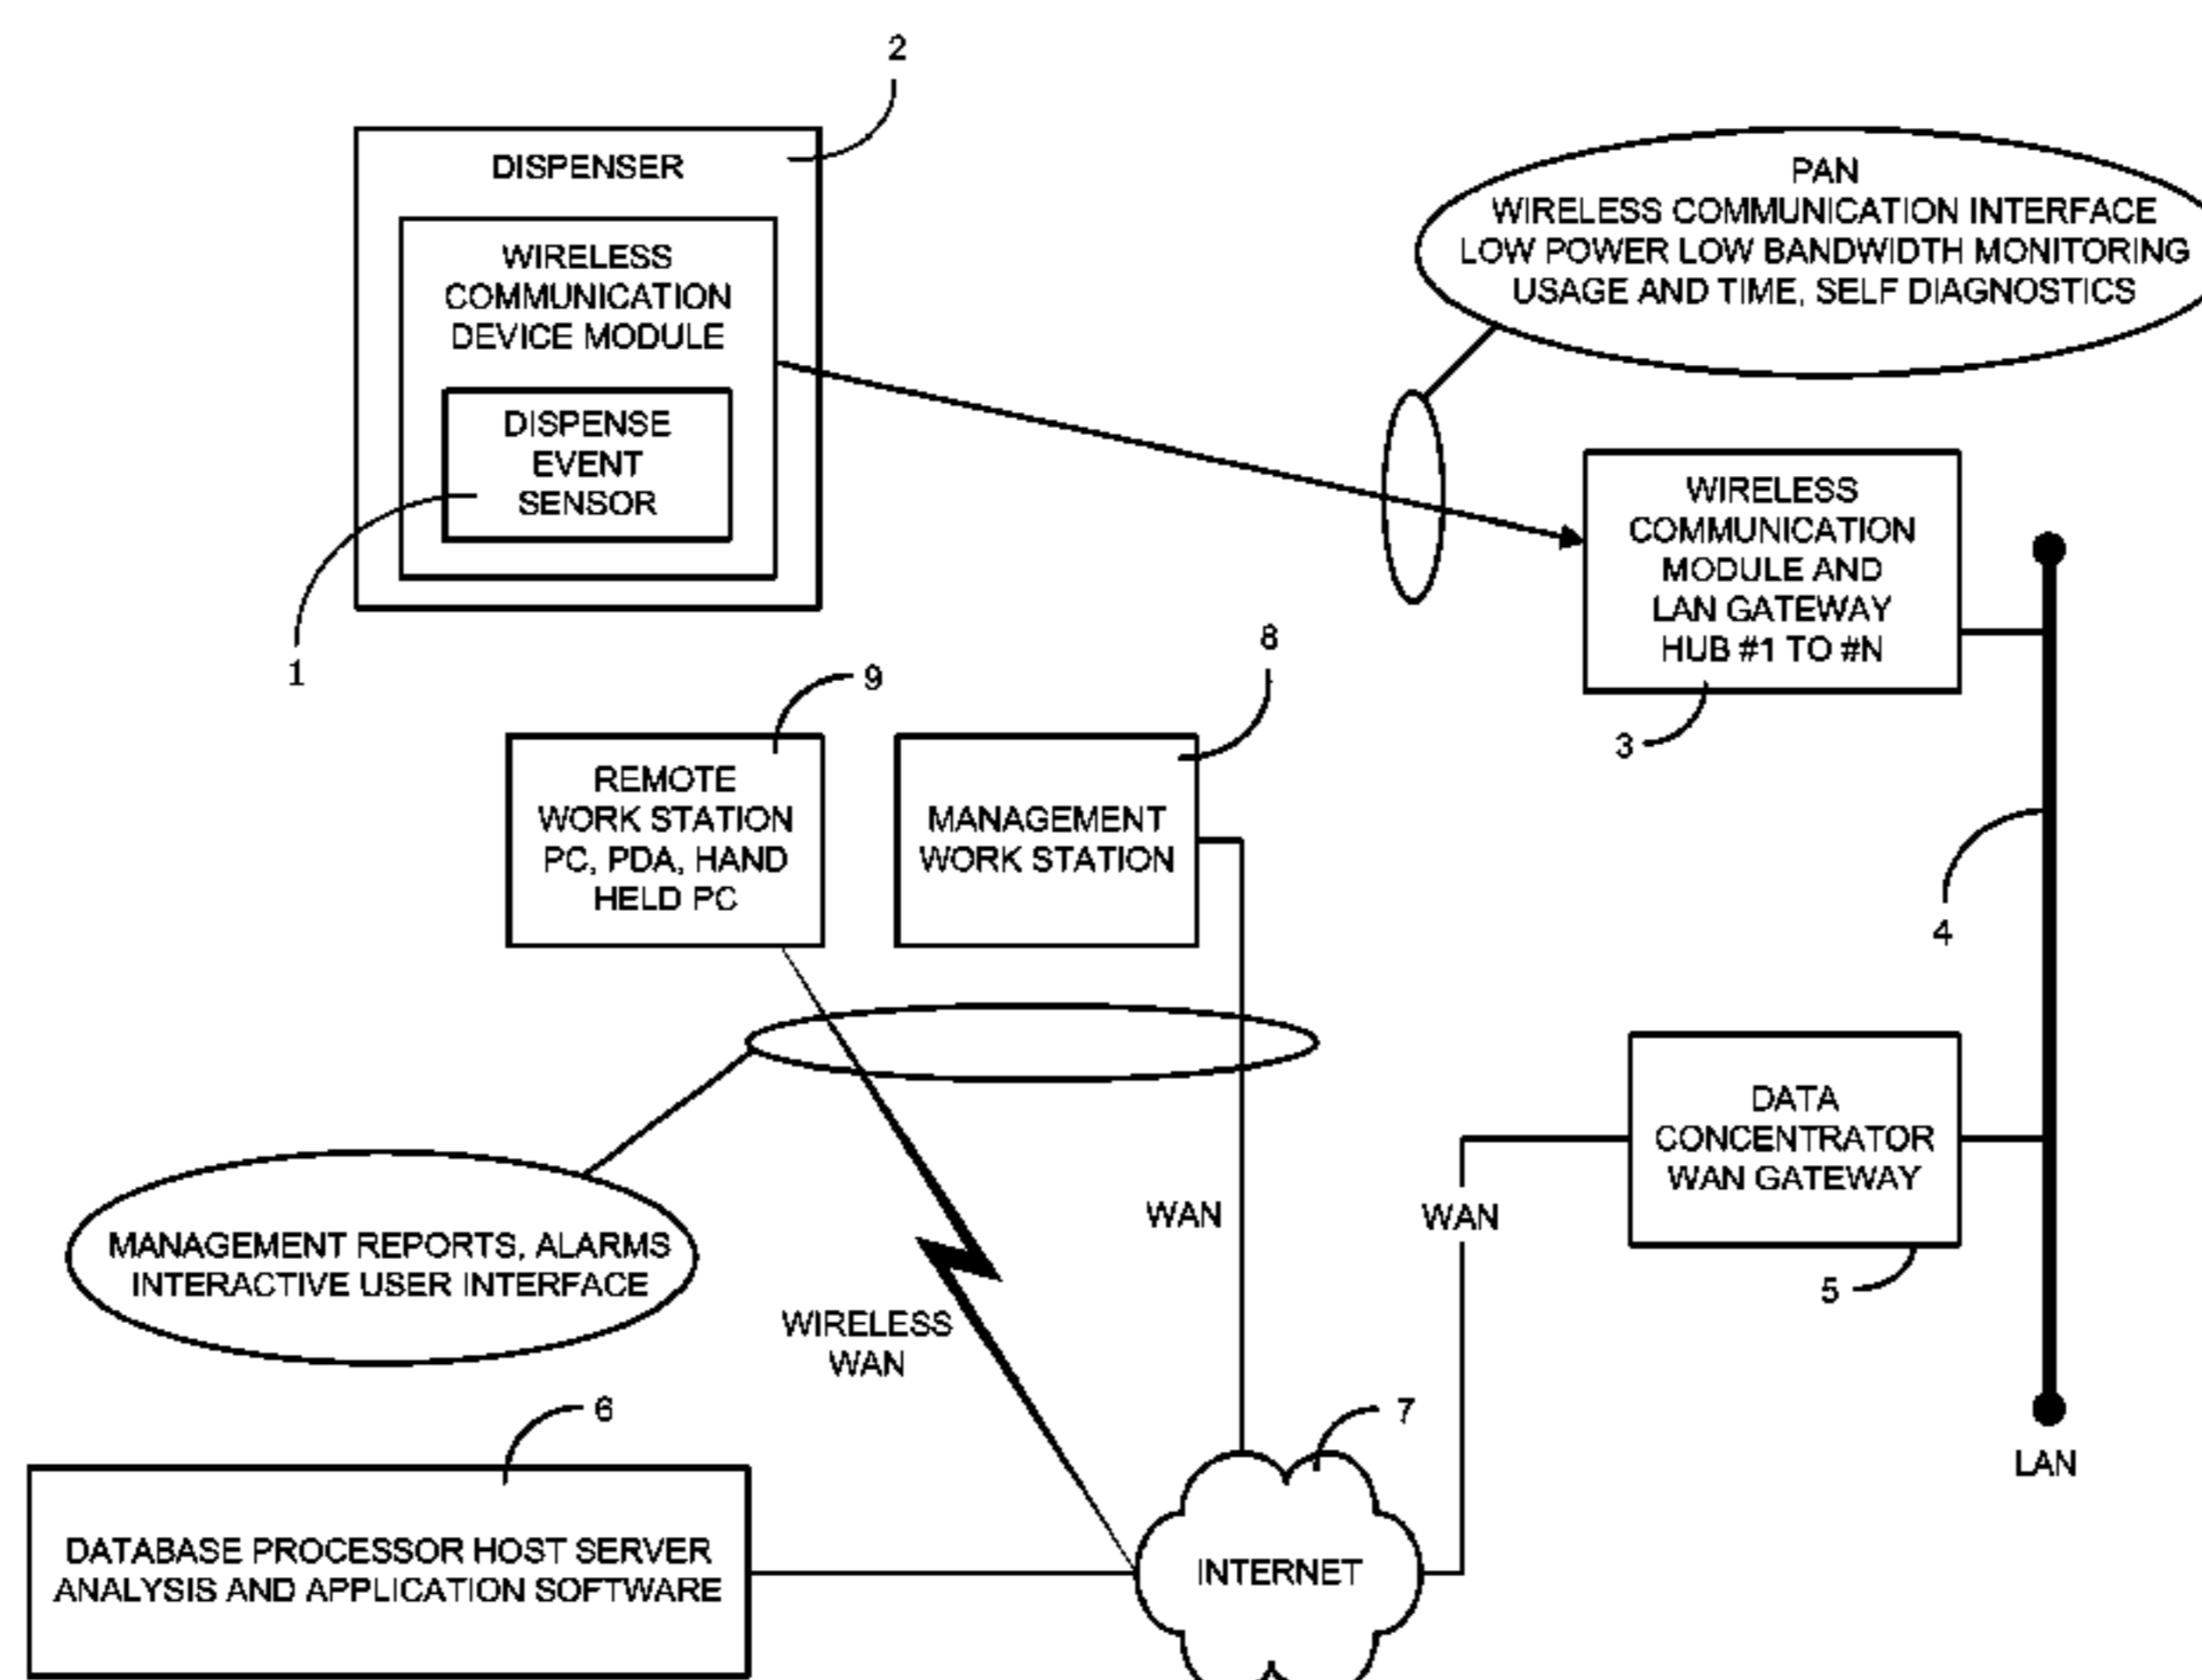 2
DISPENSER
WIRELESS
COMMUNICATION
DEVICE MODULE
DISPENSE
EVENT
SENSOR
1
PAN
WIRELESS COMMUNICATION INTERFACE
LOW POWER LOW BANDWIDTH MONITORING
USAGE AND TIME, SELF DIAGNOSTICS
WIRELESS
COMMUNICATION
MODULE AND
LAN GATEWAY
HUB #1 TO #N
3
4
9
REMOTE
WORK STATION
PC, PDA, HAND
HELD PC
8
MANAGEMENT
WORK STATION
DATA
CONCENTRATOR
WAN GATEWAY
5
WAN
WAN
MANAGEMENT REPORTS, ALARMS
INTERACTIVE USER INTERFACE
WIRELESS
WAN
LAN
6
DATABASE PROCESSOR HOST SERVER
ANALYSIS AND APPLICATION SOFTWARE
7
INTERNET